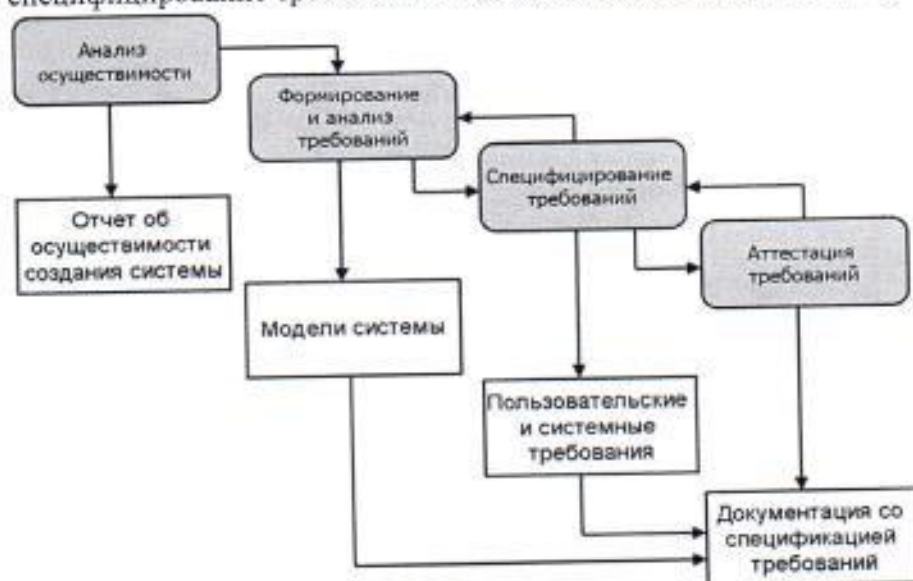 Анализ
осуществимости
Формирование
и анализ
требований
Специфицирование
требований
Аттестация
требований
Отчет об
осуществимости
создания системы
Модели системы
Пользовательские
и системные
требования
Документация со
спецификацией
требований